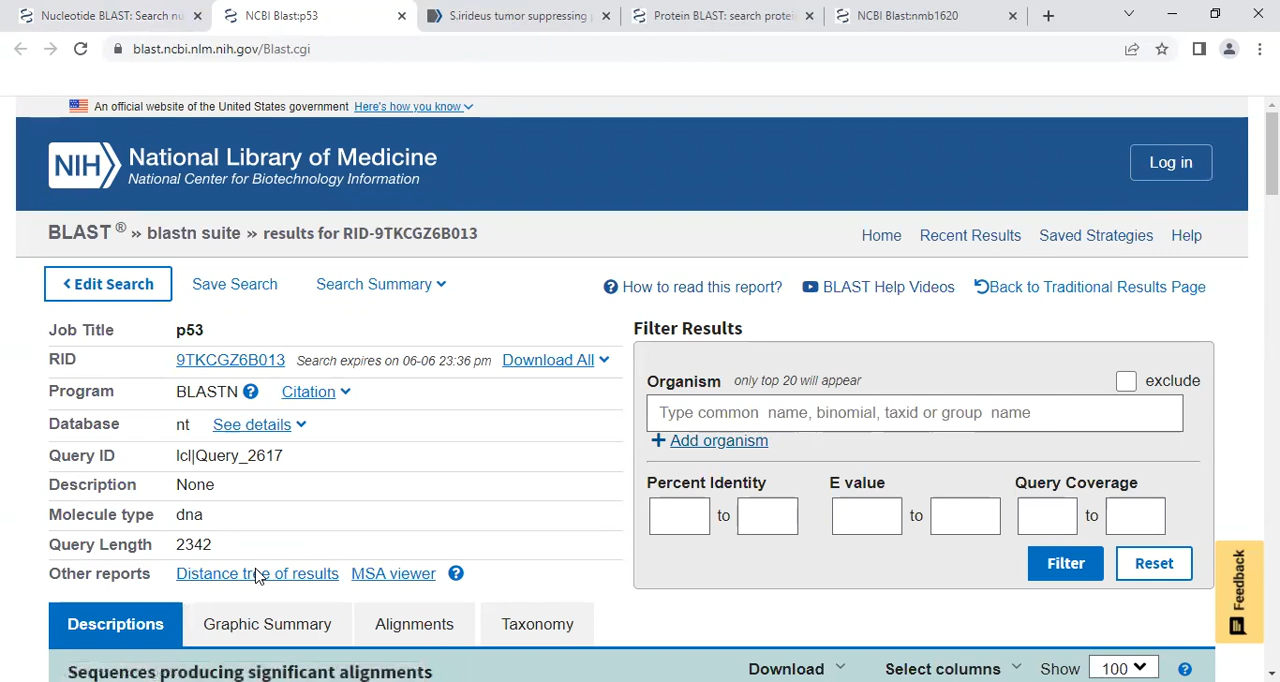 Nucleotide BLAST: Search nu
NCBI Blast:p53
S.irideus tumor suppressing
Protein BLAST: search protei
NCBI Blast:nmb1620
blast.ncbi.nlm.nih.gov/Blast.cgi
An official website of the United States government Here's how you know
NIH
National Library of Medicine
National Center for Biotechnology Information
Log in
BLAST ® » blastn suite » results for RID-9TKCGZ6B013
Home Recent Results Saved Strategies Help
< Edit Search Save Search Search Summary
How to read this report? BLAST Help Videos Back to Traditional Results Page
Job Title p53
RID 9TKCGZ6B013 Search expires on 06-06 23:36 pm Download All
Program BLASTN ? Citation
Database nt See details
Query ID lcl|Query_2617
Description None
Molecule type dna
Query Length 2342
Other reports Distance tree of results MSA viewer ?
Filter Results
Organism only top 20 will appear exclude
Type common name, binomial, taxid or group name
+ Add organism
Percent Identity E value Query Coverage
to to to
Filter Reset
Feedback
Descriptions Graphic Summary Alignments Taxonomy
Sequences producing significant alignments Download Select columns Show 100 ?